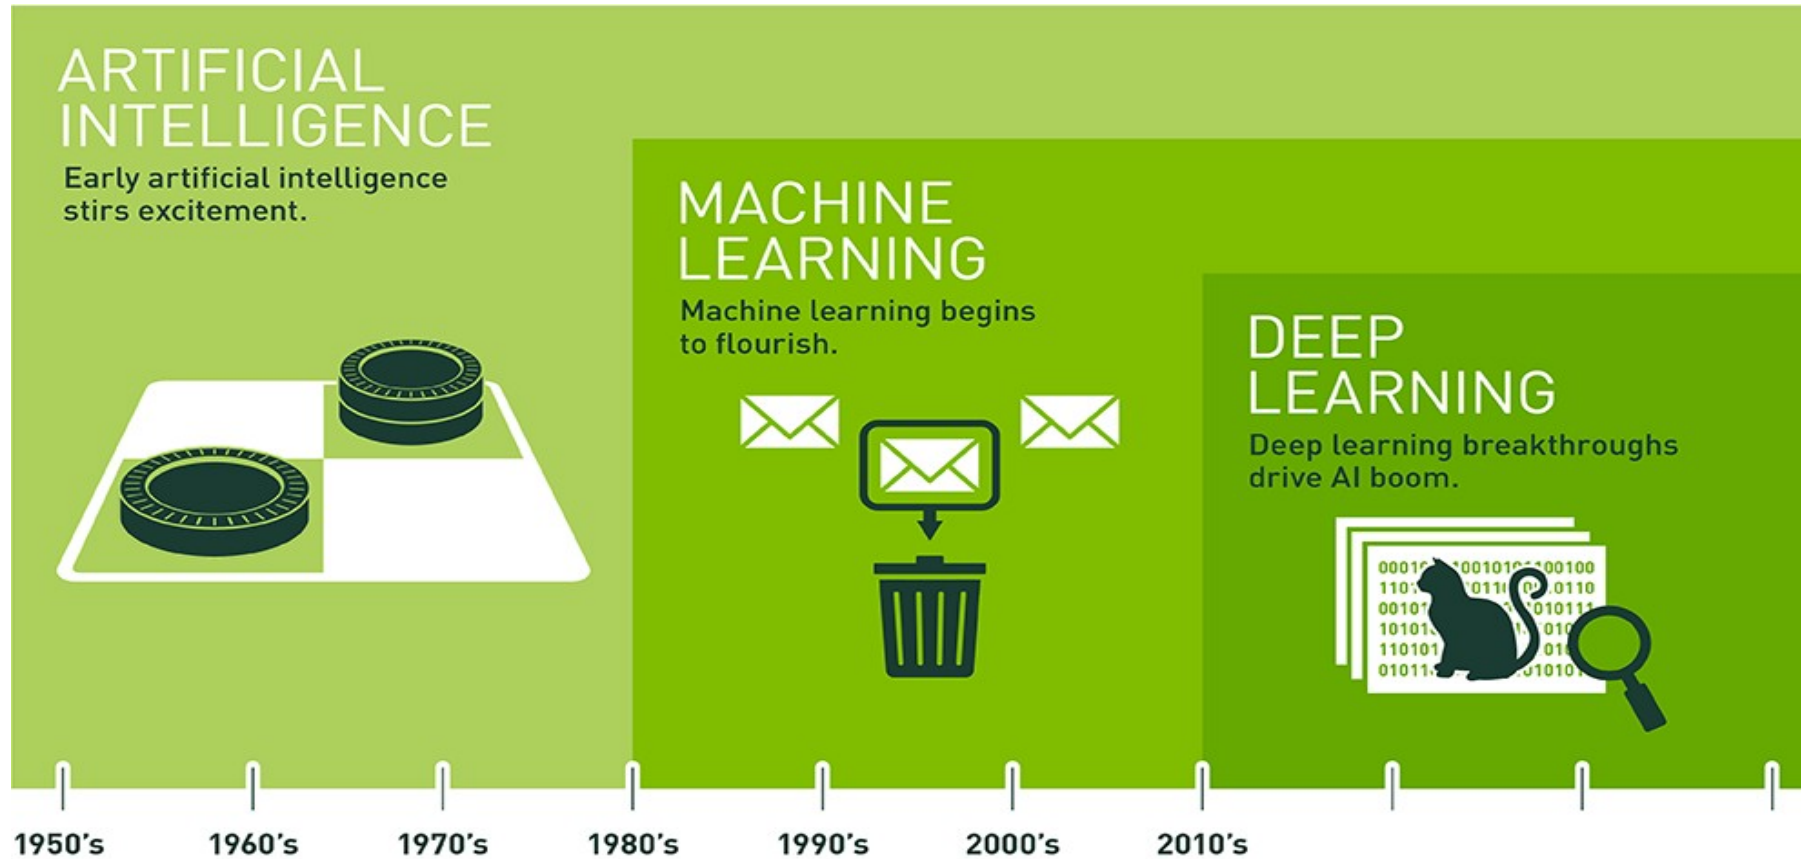 ARTIFICIAL
INTELLIGENCE
Early artificial intelligence
stirs excitement.
MACHINE
LEARNING
Machine learning begins
to flourish.
DEEP
LEARNING
Deep learning breakthroughs
drive AI boom.
1950's 1960's 1970's 1980's 1990's 2000's 2010's